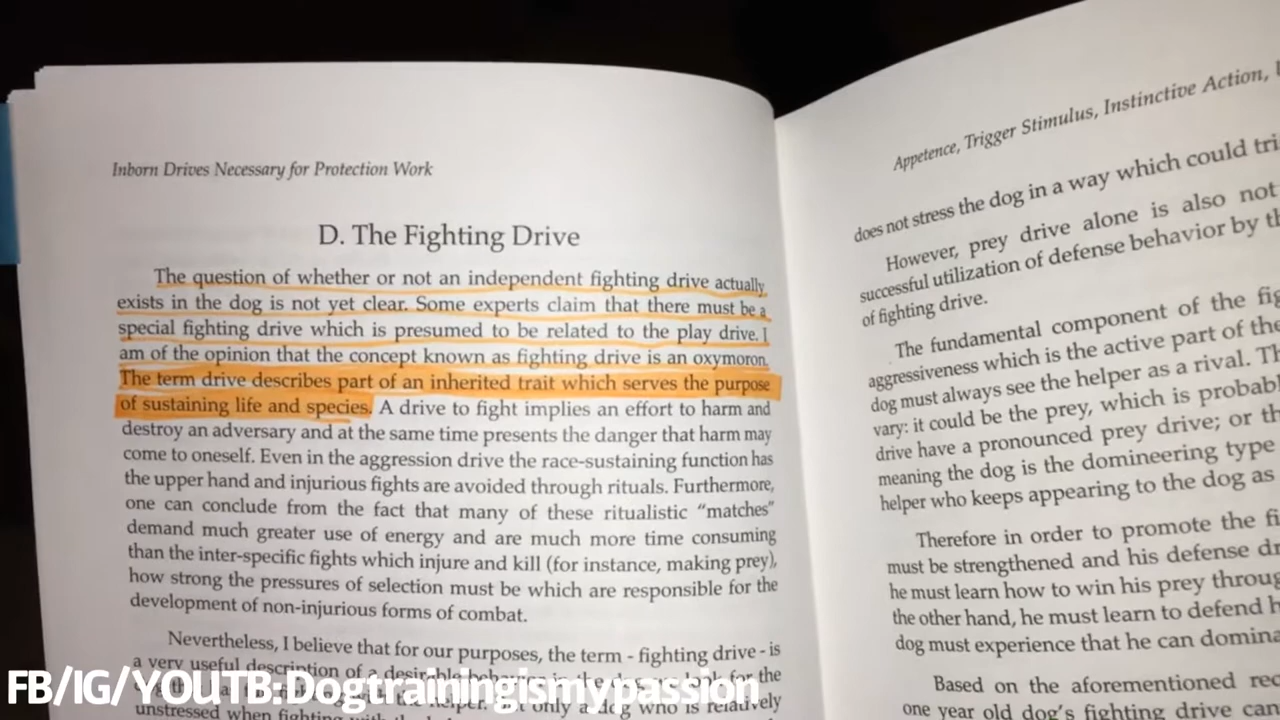 Inborn Drives Necessary for Protection Work
D. The Fighting Drive
The question of whether or not an independent fighting drive actually
exists in the dog is not yet clear. Some experts claim that there must be a
special fighting drive which is presumed to be related to the play drive. I
am of the opinion that the concept known as fighting drive is an oxymoron.
The term drive describes part of an inherited trait which serves the purpose
of sustaining life and species. A drive to fight implies an effort to harm and
destroy an adversary and at the same time presents the danger that harm may
come to oneself. Even in the aggression drive the race-sustaining function has
the upper hand and injurious fights are avoided through rituals. Furthermore,
one can conclude from the fact that many of these ritualistic “matches”
demand much greater use of energy and are much more time consuming
than the inter-specific fights which injure and kill (for instance, making prey),
how strong the pressures of selection must be which are responsible for the
development of non-injurious forms of combat.
Nevertheless, I believe that for our purposes, the term - fighting drive - is
a very useful description of a desirable
the helper. only a dog who is relatively
unstressed when fighting
Appetence, Trigger Stimulus, Instinctive Action,
does not stress the dog in a way which could
However, prey drive alone is also not
successful utilization of defense behavior by
of fighting drive.
The fundamental component of the
aggressiveness which is the active part of the
dog must always see the helper as a rival.
vary: it could be the prey, which is
drive have a pronounced prey drive; or
meaning the dog is the domineering type
helper who keeps appearing to the dog as
Therefore in order to promote the
must be strengthened and his defense
he must learn how to win his prey
the other hand, he must learn to defend
dog must experience that he can
Based on the aforementioned
one year old dog's fighting drive can
FB/IG/YOUTB:Dogtrainingismypassion